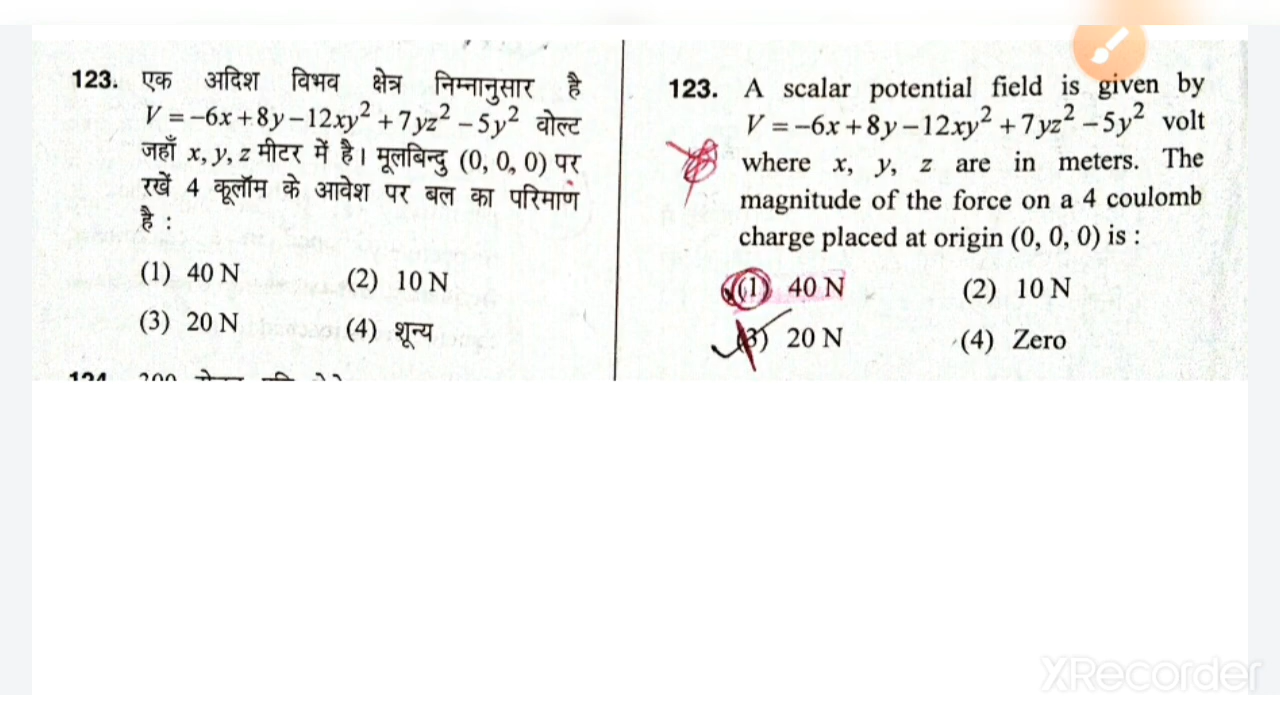 123. एक अदिश विभव क्षेत्र निम्नानुसार है
V = −6x + 8y − 12xy² + 7yz² − 5y² वोल्ट
जहाँ x, y, z मीटर में है। मूलबिन्दु (0, 0, 0) पर
रखें 4 कूलॉम के आवेश पर बल का परिमाण
है :
(1) 40 N (2) 10 N
(3) 20 N (4) शून्य
123. A scalar potential field is given by
V = −6x + 8y − 12xy² + 7yz² − 5y² volt
where x, y, z are in meters. The
magnitude of the force on a 4 coulomb
charge placed at origin (0, 0, 0) is :
(1) 40 N (2) 10 N
(3) 20 N (4) Zero
XRecorder